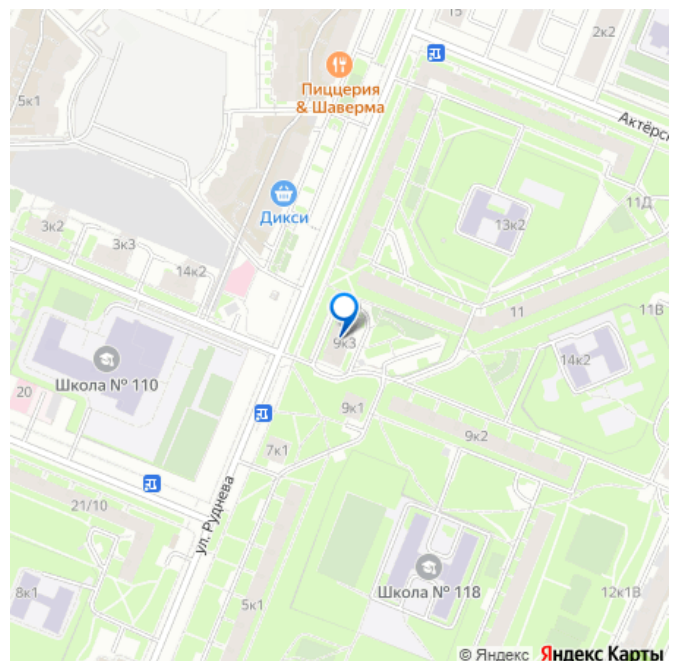 15
2к2
Пиццерия
& Шаверма
5к1
Актёрск
Дикси
11Д
13к2
3к2
3к3
14к2
11
11В
9к3
14к2
Школа № 110
20
9к1
9к2
7к1
ул. Руднева
21/10
8к1
Школа № 118
12к1В
5к1
© Яндекс Яндекс Карты